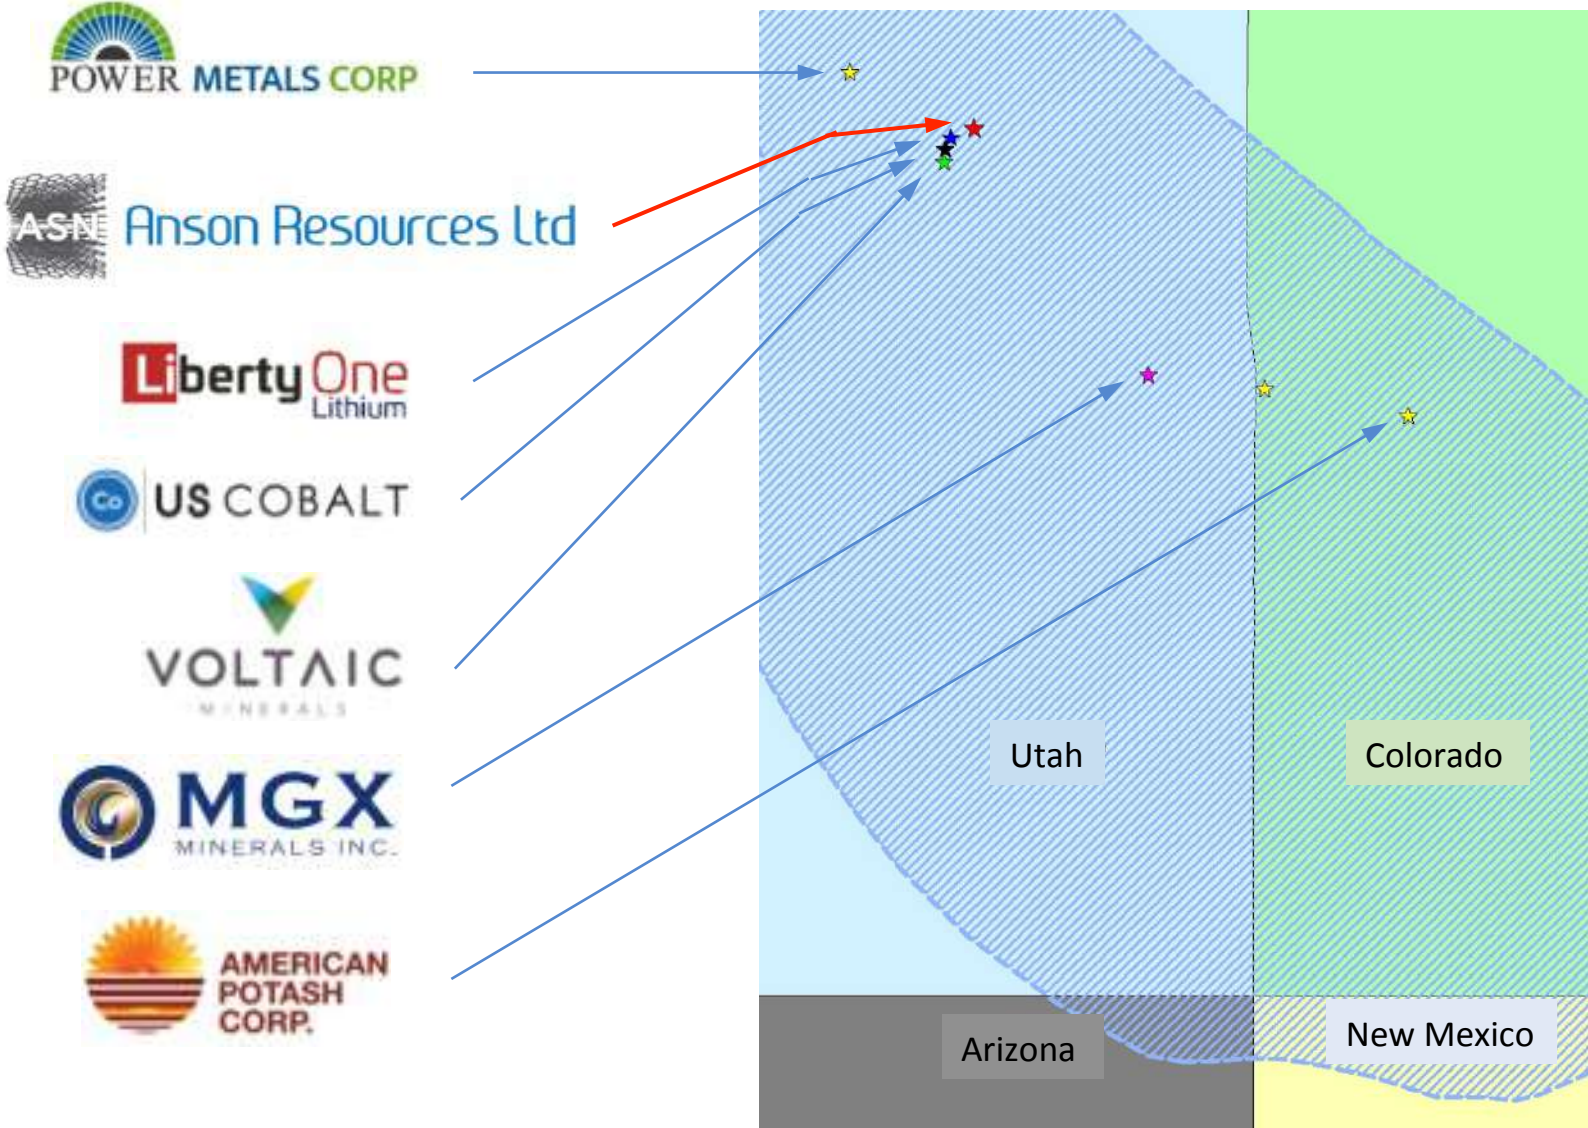 POWER METALS CORP
ASN Anson Resources Ltd
Liberty One
Lithium
Co US COBALT
VOLTAIC
MINERALS
MGX
MINERALS INC.
AMERICAN
POTASH
CORP.
Utah
Colorado
Arizona
New Mexico